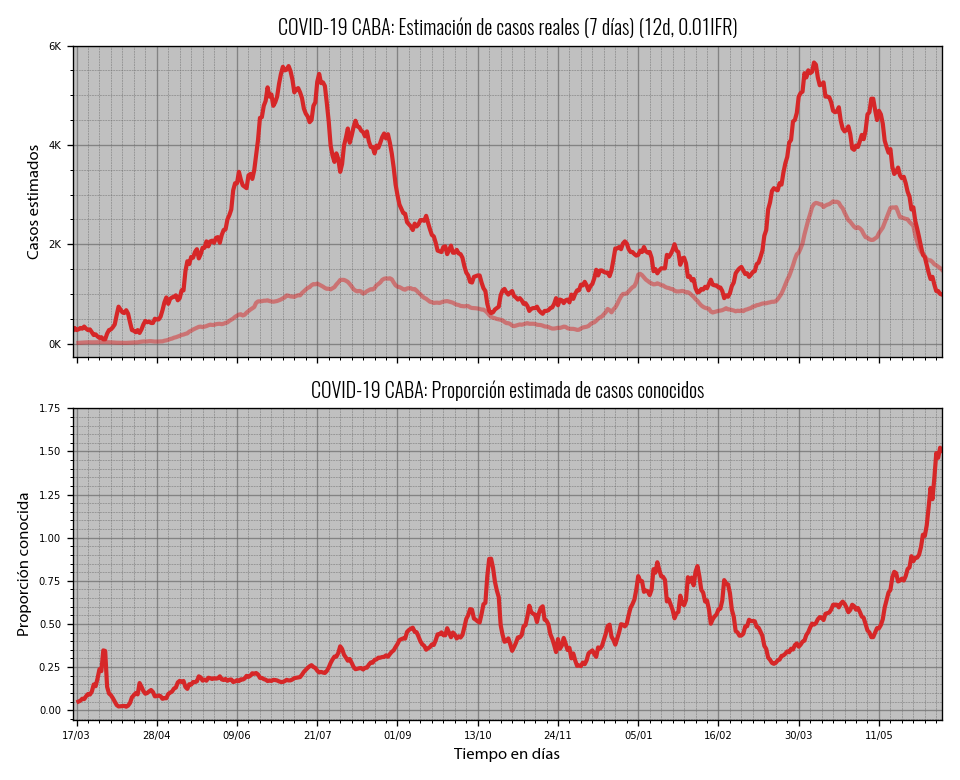 COVID-19 CABA: Estimación de casos reales (7 días) (12d, 0.01IFR)
6K
4K
2K
0K
Casos estimados
COVID-19 CABA: Proporción estimada de casos conocidos
1.75
1.50
1.25
1.00
0.75
0.50
0.25
0.00
Proporción conocida
17/03 28/04 09/06 21/07 01/09 13/10 24/11 05/01 16/02 30/03 11/05
Tiempo en días